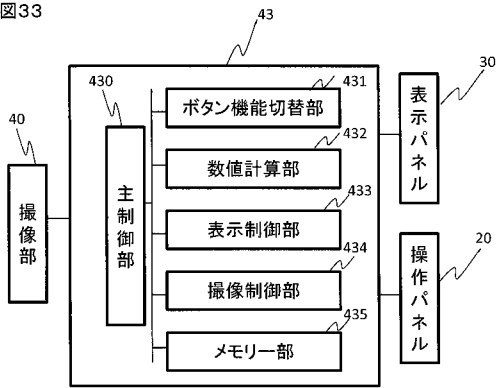 図33
43
430
431
ボタン機能切替部
30
表示パネル
432
数値計算部
40
撮像部
主制御部
433
表示制御部
434
撮像制御部
20
操作パネル
435
メモリー部